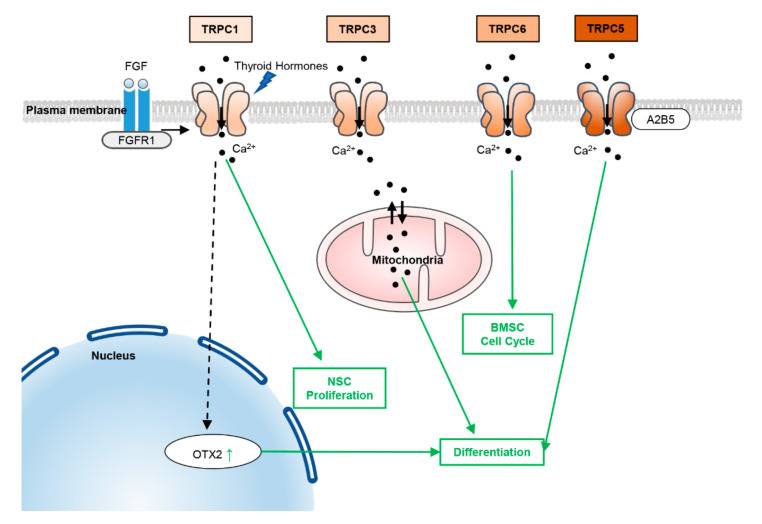 TRPC1
TRPC3
TRPC6
TRPC5
FGF
Thyroid Hormones
Plasma membrane
FGFR1
A2B5
Ca2+
Ca2+
Ca2+
Ca2+
Mitochondria
BMSC
Cell Cycle
Nucleus
NSC
Proliferation
OTX2 ↑
Differentiation